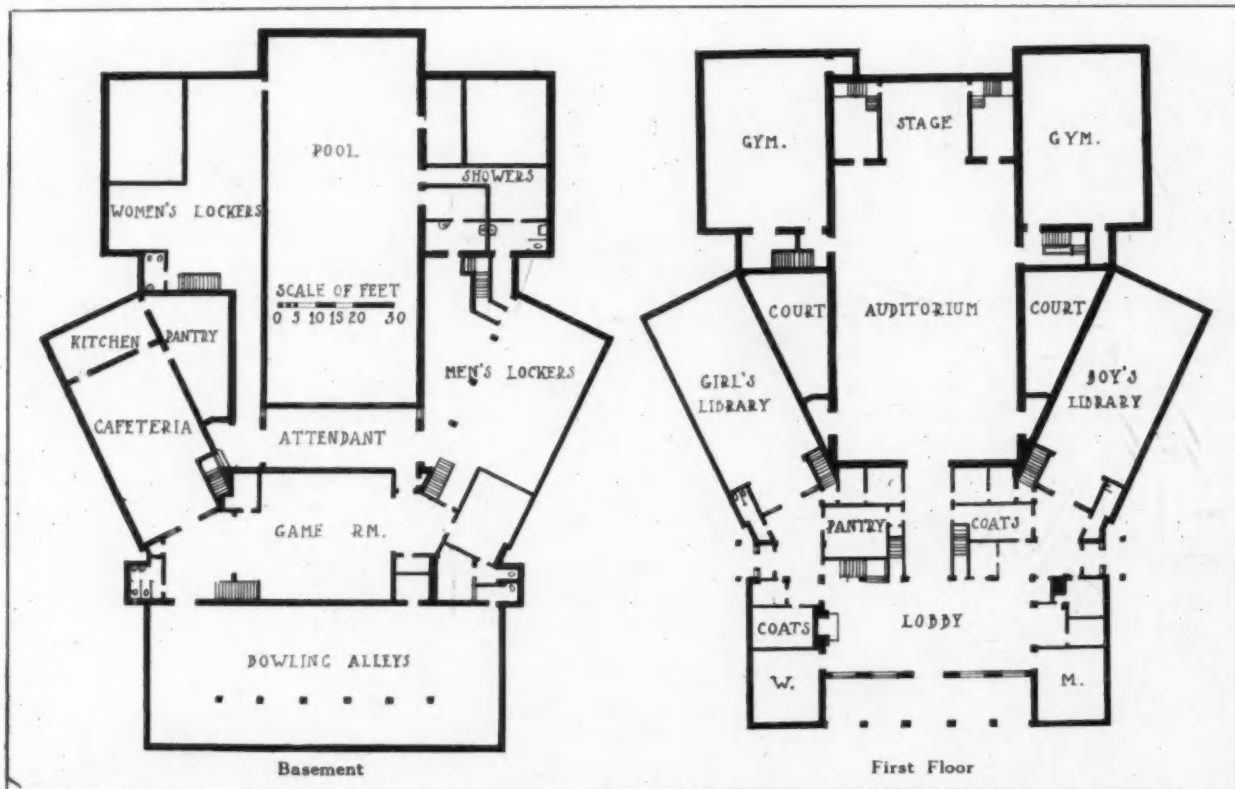 POOL
SHOWERS
WOMEN'S LOCKERS
SCALE OF FEET
0 5 10 15 20 30
KITCHEN
PANTRY
MEN'S LOCKERS
CAFETERIA
ATTENDANT
GAME RM.
BOWLING ALLEYS
Basement
STAGE
GYM.
GYM.
COURT
AUDITORIUM
COURT
GIRL'S
LIBRARY
BOY'S
LIBRARY
PANTRY
COATS
COATS
LOBBY
W.
M.
First Floor